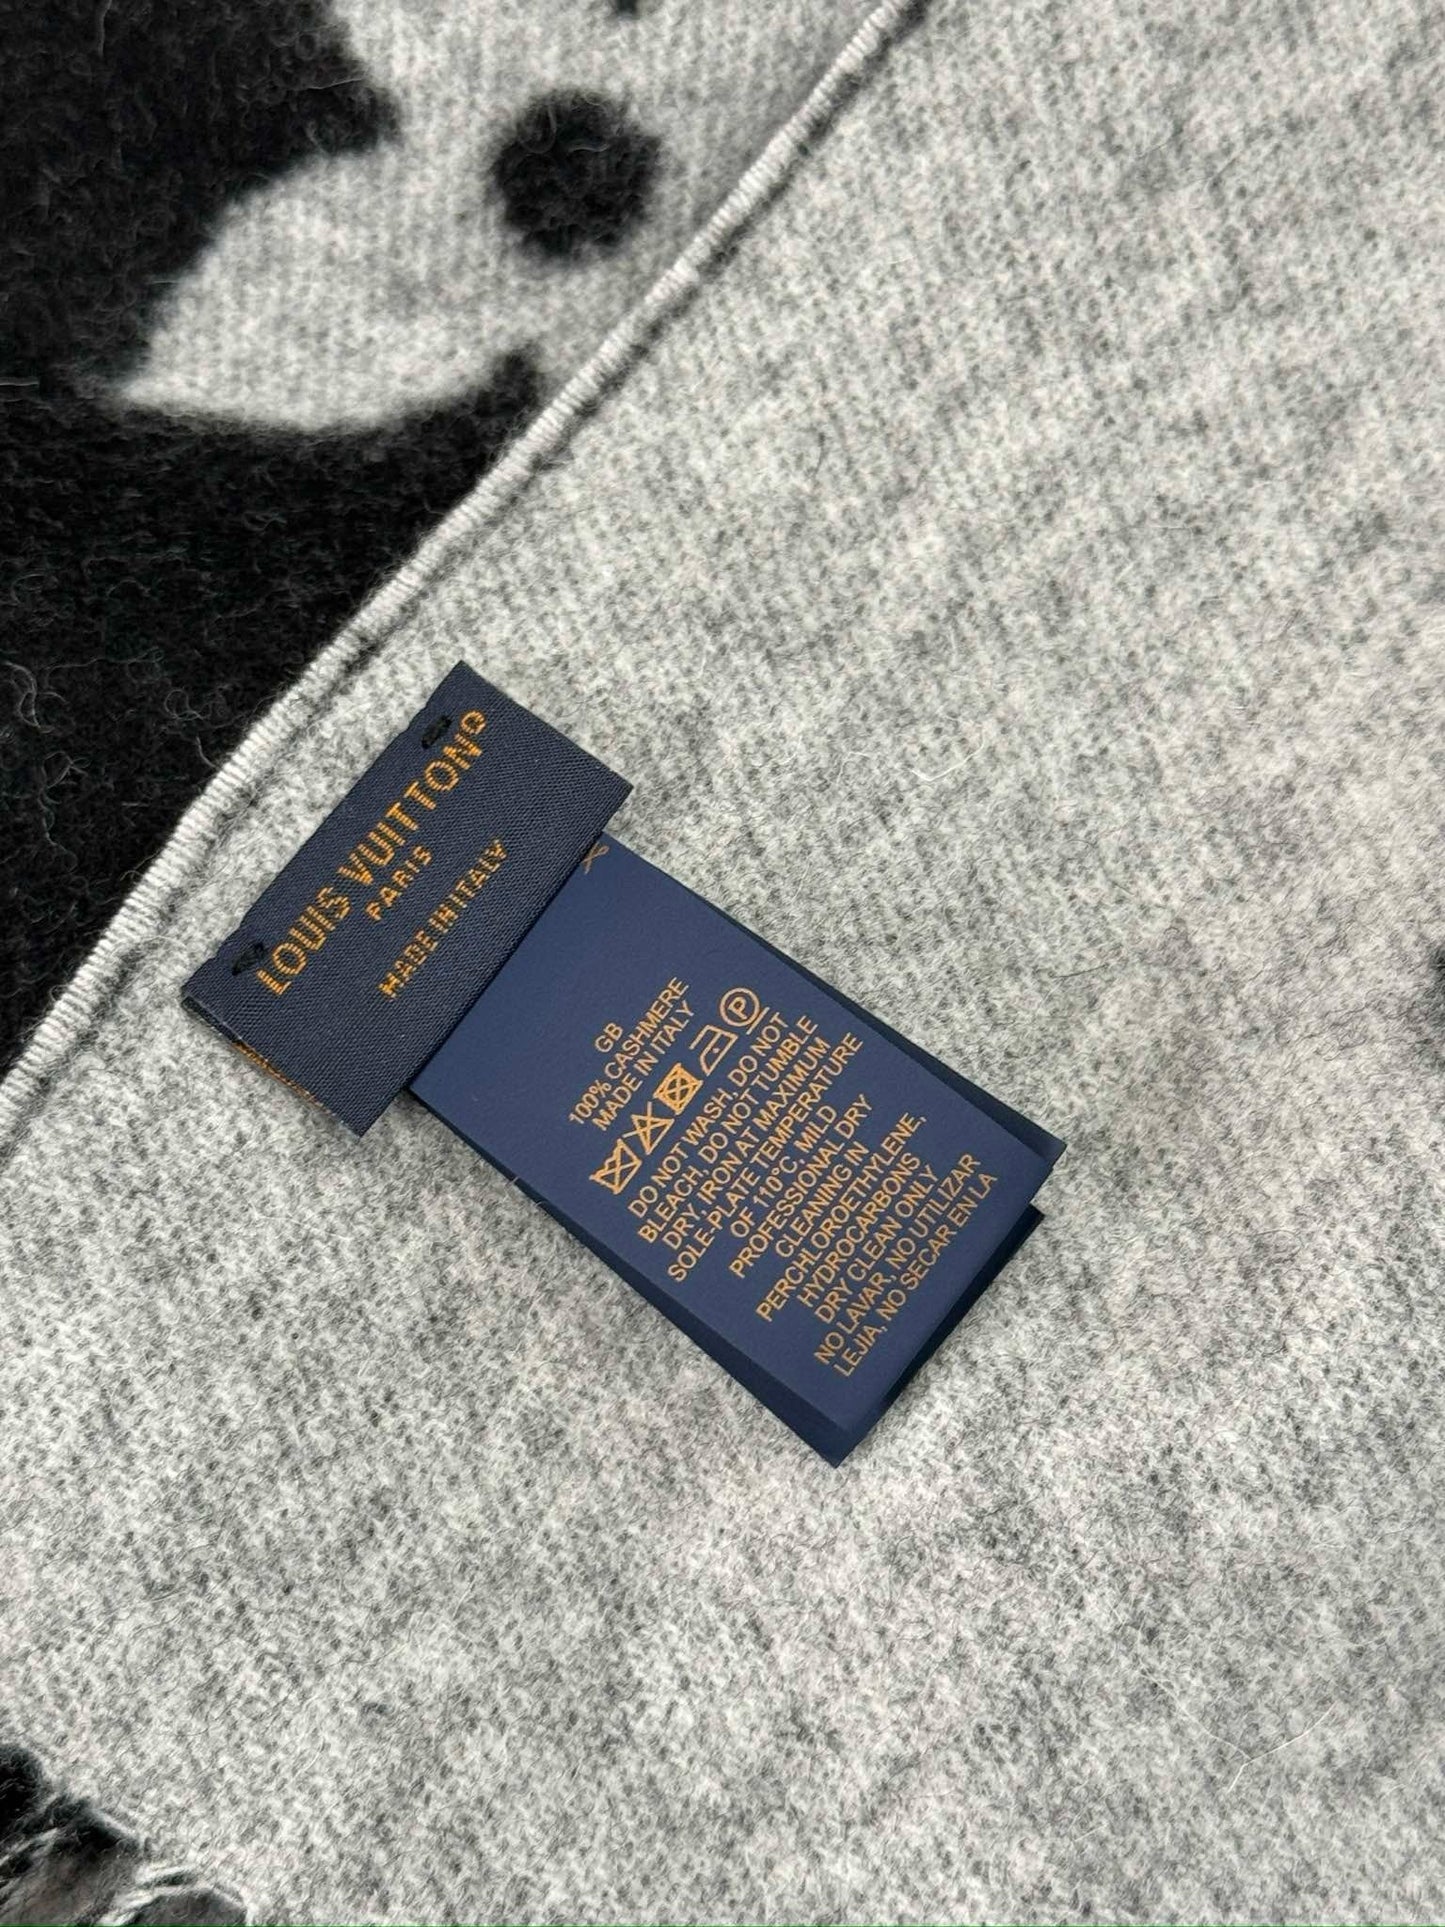 LOUIS VUITTON®
PARIS
MADE IN ITALY
GB
100% CASHMERE
MADE IN ITALY
P
DO NOT WASH, DO NOT
BLEACH, DO NOT TUMBLE
DRY, IRON AT MAXIMUM
SOLE-PLATE TEMPERATURE
OF 110°C, MILD
PROFESSIONAL DRY
CLEANING IN
PERCHLOROETHYLENE,
HYDROCARBONS
DRY CLEAN ONLY
NO LAVAR, NO UTILIZAR
LEJIA, NO SECAR EN LA